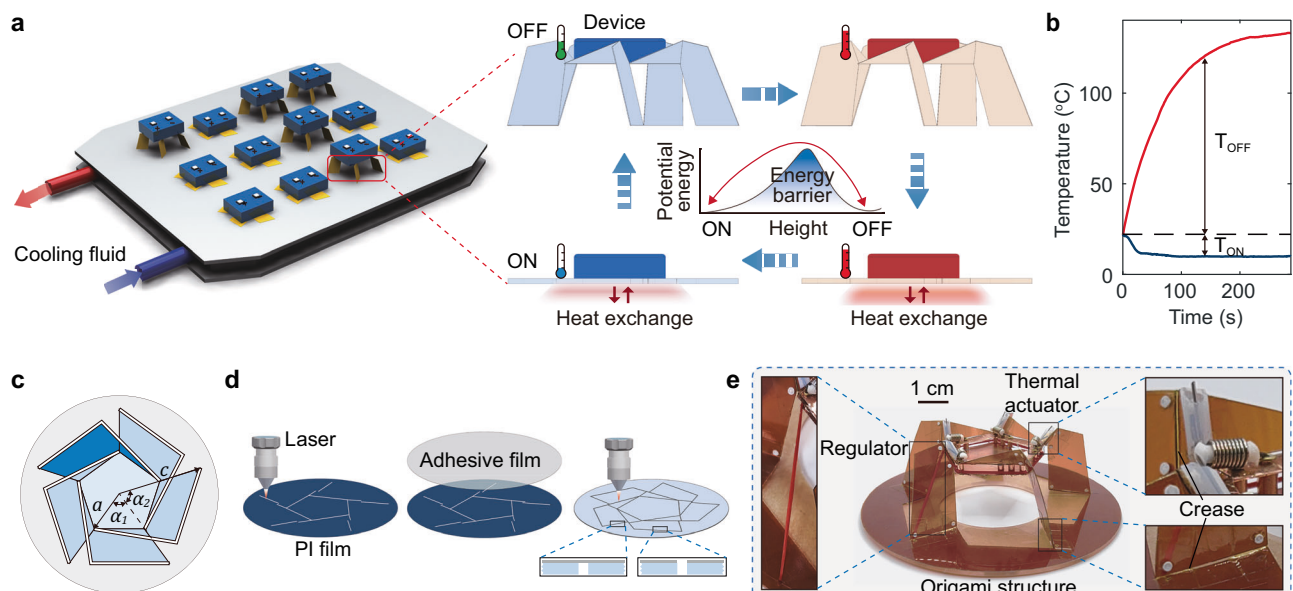 a
OFF
Device
Cooling fluid
Potential
energy
Energy
barrier
ON
Height
OFF
ON
Heat exchange
Heat exchange
b
Temperature (°C)
100
50
0
T_OFF
T_ON
0
100
200
Time (s)
c
a
c
α1
α2
d
Laser
PI film
Adhesive film
e
1 cm
Thermal
actuator
Regulator
Crease
Origami structure